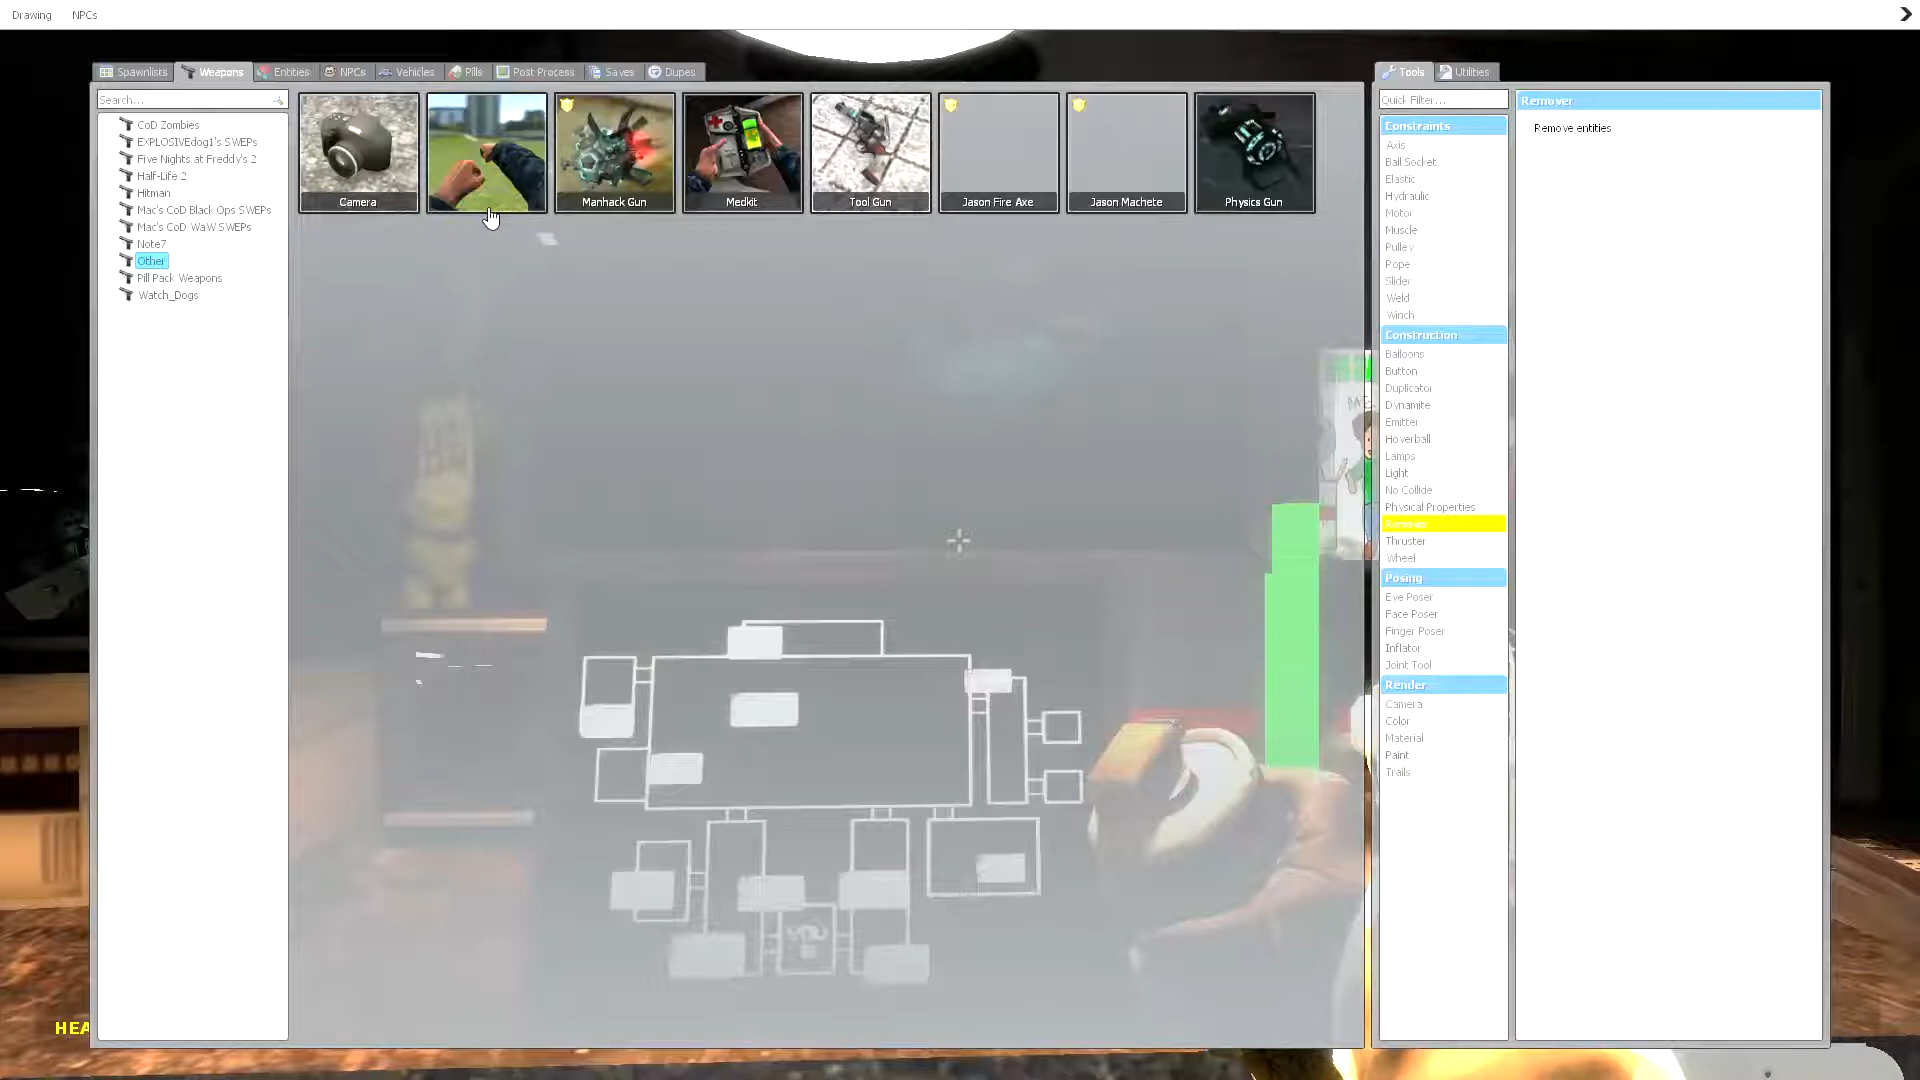 Drawing NPCs
Spawnlists Weapons Entities NPCs Vehicles Pills Post Process Saves Dupes
Tools Utilities
Search...
CoD Zombies
EXPLOSIVEdog1's SWEPs
Five Nights at Freddy's 2
Half-Life 2
Hitman
Mac's CoD Black Ops SWEPs
Mac's CoD WaW SWEPs
Note7
Other
Pill Pack Weapons
Watch_Dogs
Camera
Manhack Gun
Medkit
Tool Gun
Jason Fire Axe
Jason Machete
Physics Gun
YOU
HEA
Quick Filter...
Constraints
Axis
Ball Socket
Elastic
Hydraulic
Motor
Muscle
Pulley
Rope
Slider
Weld
Winch
Construction
Balloons
Button
Duplicator
Dynamite
Emitter
Hoverball
Lamps
Light
No Collide
Physical Properties
Remover
Thruster
Wheel
Posing
Eye Poser
Face Poser
Finger Poser
Inflator
Joint Tool
Render
Camera
Color
Material
Paint
Trails
Remover
Remove entities